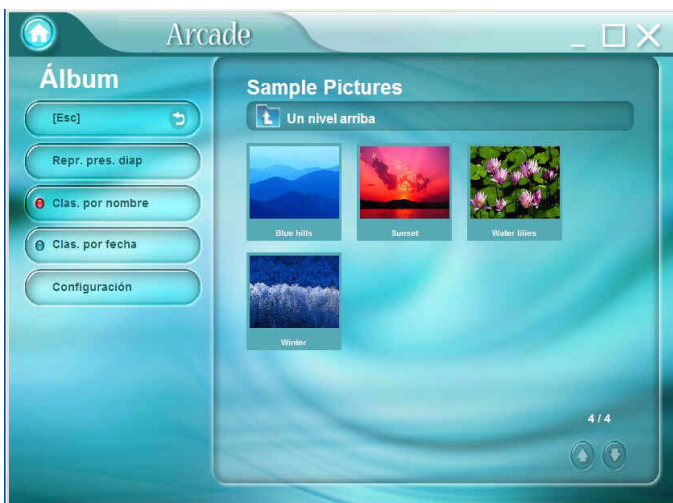 Arcade
Álbum
[Esc]
Repr. pres. diap
Clas. por nombre
Clas. por fecha
Configuración
Sample Pictures
Un nivel arriba
Blue hills
Sunset
Water lilies
Winter
4 / 4